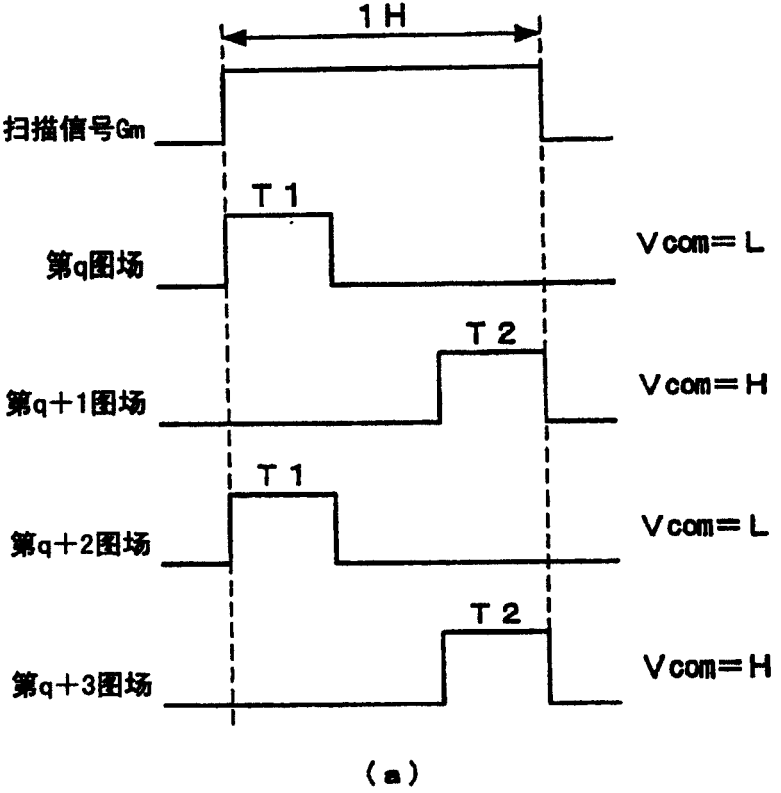 1H
扫描信号Gm
T1
第q图场
Vcom=L
T2
第q+1图场
Vcom=H
T1
第q+2图场
Vcom=L
T2
第q+3图场
Vcom=H
(a)